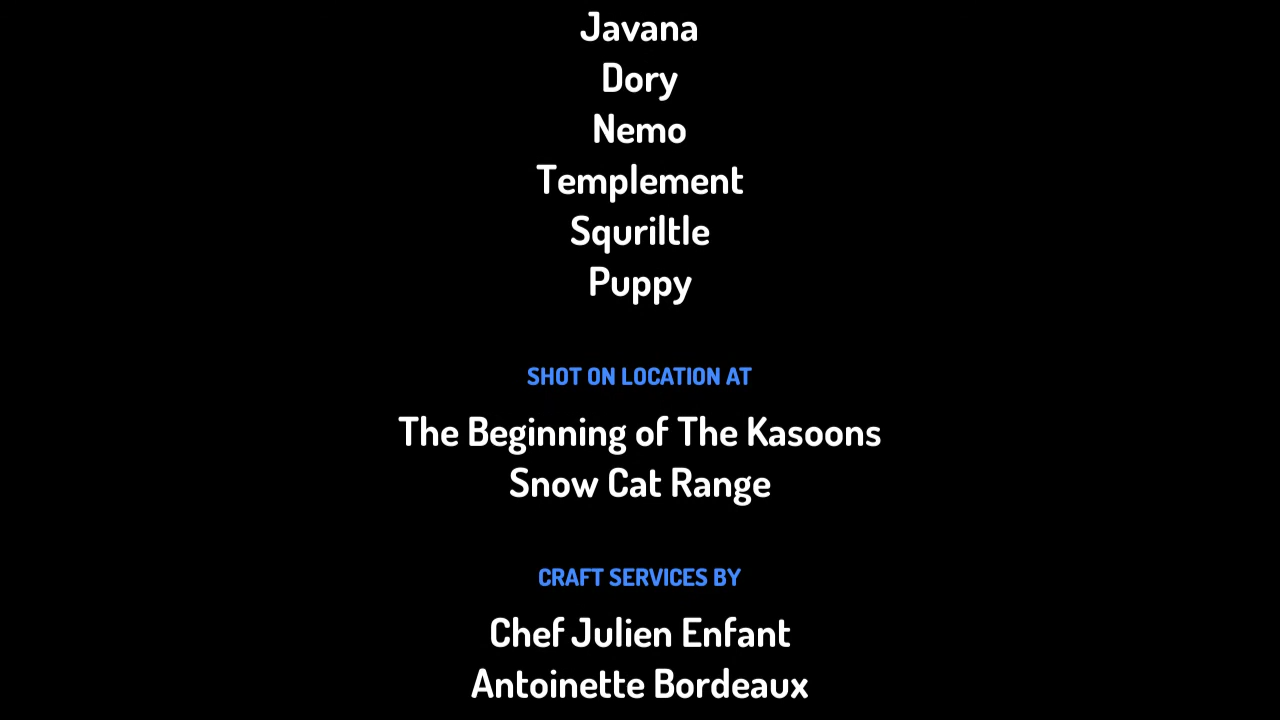 Javana
Dory
Nemo
Templement
Squriltle
Puppy
SHOT ON LOCATION AT
The Beginning of The Kasoons
Snow Cat Range
CRAFT SERVICES BY
Chef Julien Enfant
Antoinette Bordeaux